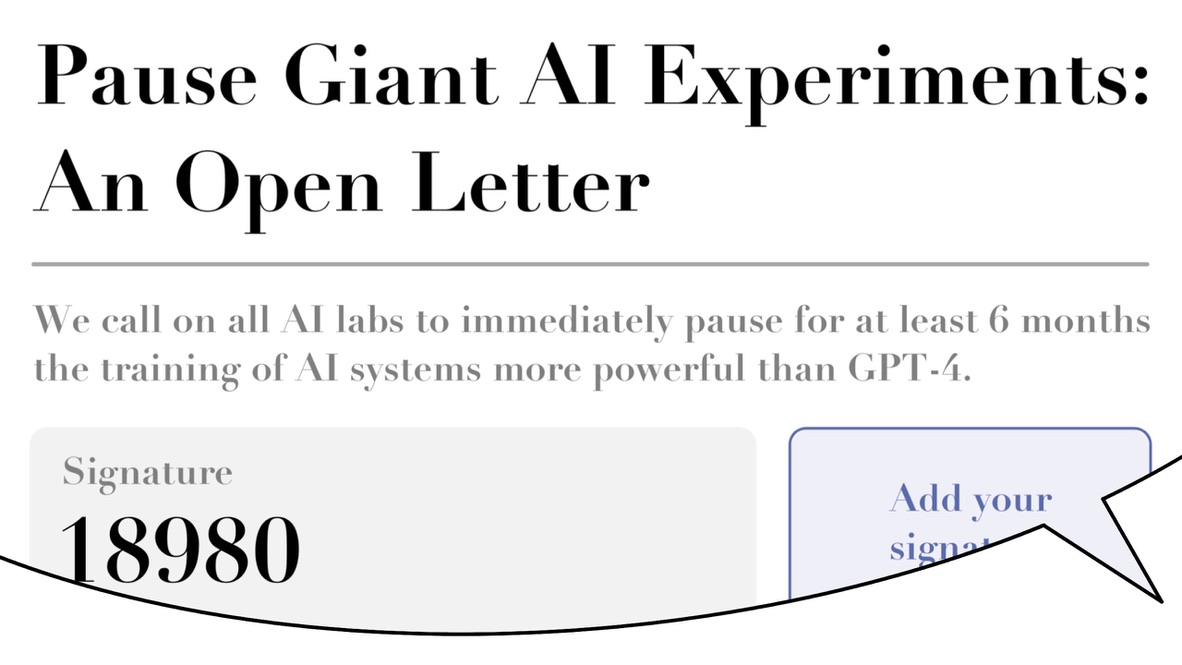 Pause Giant AI Experiments:
An Open Letter
We call on all AI labs to immediately pause for at least 6 months
the training of AI systems more powerful than GPT-4.
Signature
18980
Add your